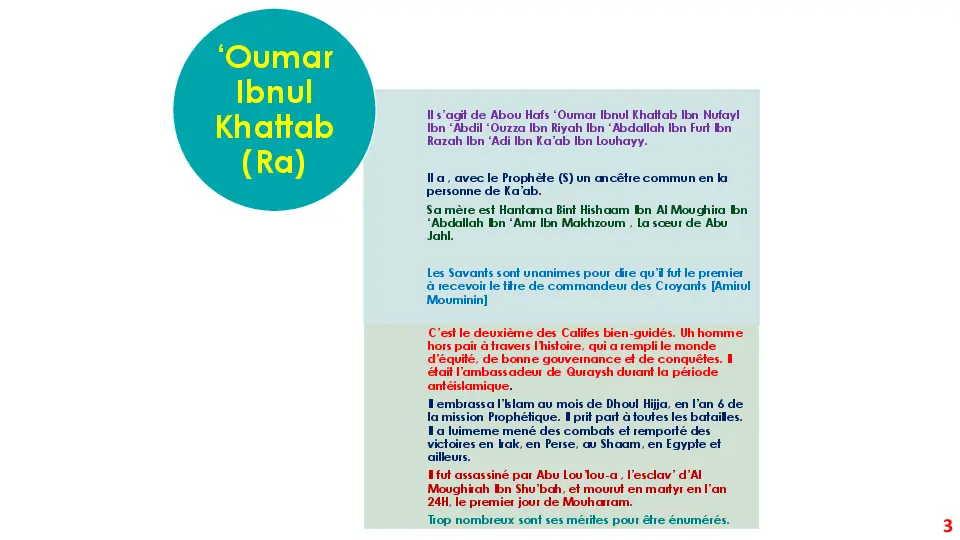 ‘Oumar
Ibnul
Khattab
(Ra)
Il s’agit de Abou Hafs ‘Oumar Ibnul Khattab Ibn Nufayl
Ibn ‘Abdil ‘Ouzza Ibn Riyah Ibn ‘Abdallah Ibn Furt Ibn
Razah Ibn ‘Adi Ibn Ka’ab Ibn Louhayy.
Il a , avec le Prophète (S) un ancêtre commun en la
personne de Ka’ab.
Sa mère est Hantama Bint Hishaam Ibn Al Moughira Ibn
‘Abdallah Ibn ‘Amr Ibn Makhzoum , La sœur de Abu
Jahl.
Les Savants sont unanimes pour dire qu’il fut le premier
à recevoir le titre de commandeur des Croyants [Amirul
Mouminin]
C’est le deuxième des Califes bien-guidés. Uh homme
hors pair à travers l’histoire, qui a rempli le monde
d’équité, de bonne gouvernance et de conquêtes. Il
était l’ambassadeur de Quraysh durant la période
antéislamique.
Il embrassa l’Islam au mois de Dhoul Hijja, en l’an 6 de
la mission Prophétique. Il prit part à toutes les batailles.
Il a luimeme mené des combats et remporté des
victoires en Irak, en Perse, au Shaam, en Egypte et
ailleurs.
Il fut assassiné par Abu Lou’lou-a , l’esclav’ d’Al
Moughirah Ibn Shu’bah, et mourut en martyr en l’an
24H, le premier jour de Mouharram.
Trop nombreux sont ses mérites pour être énumérés.
3